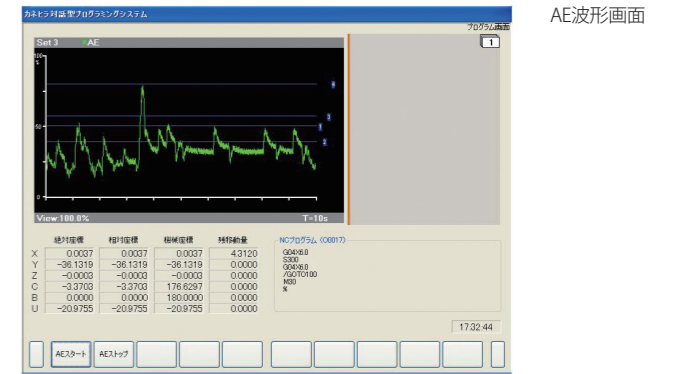 カネヒラ対話型プログラミングシステム
AE波形画面
プログラム画面
1
Set 3 AE
100
%
50
0
4
3
1
2
View:100.0% T=10s
絶対座標 相対座標 機械座標 残移動量
X 0.0037 0.0037 0.0037 4.3120
Y -36.1319 -36.1319 -36.1319 0.0000
Z -0.0003 -0.0003 -0.0003 0.0000
C -3.3703 -3.3703 176.6297 0.0000
B 0.0000 0.0000 180.0000 0.0000
U -20.9755 -20.9755 -20.9755 0.0000
NCプログラム (O0017)
G04X6.0
S300
G04X6.0
/GOTO100
M30
%
17:32:44
AEスタート AEストップ